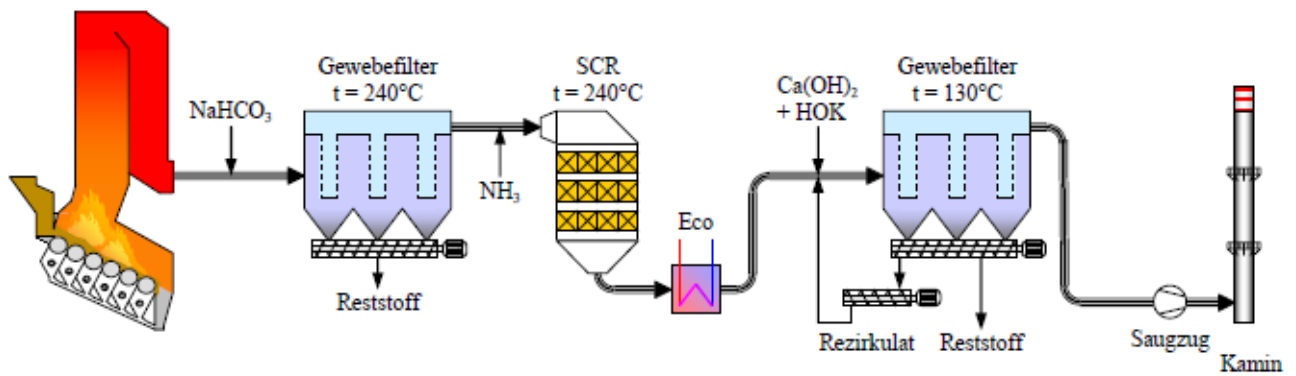 NaHCO₃
Gewebefilter
t = 240°C
Reststoff
NH₃
SCR
t = 240°C
Eco
Ca(OH)₂
+ HOK
Gewebefilter
t = 130°C
Rezirkulat
Reststoff
Saugzug
Kamin